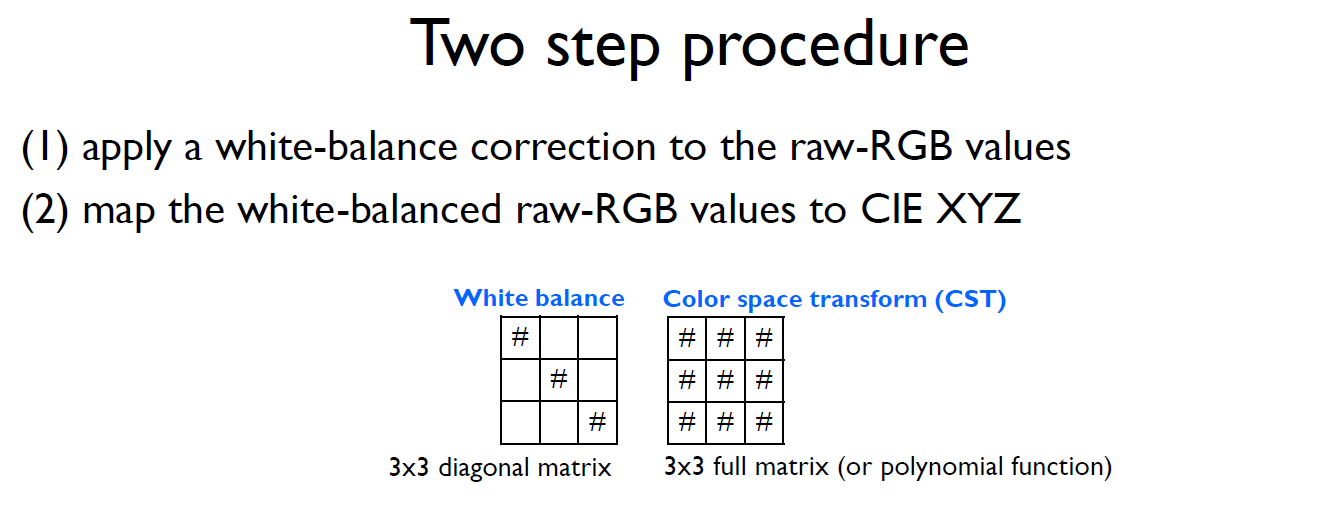 Two step procedure
(1) apply a white-balance correction to the raw-RGB values
(2) map the white-balanced raw-RGB values to CIE XYZ
White balance
Color space transform (CST)
#
#
#
# # #
# # #
# # #
3x3 diagonal matrix
3x3 full matrix (or polynomial function)